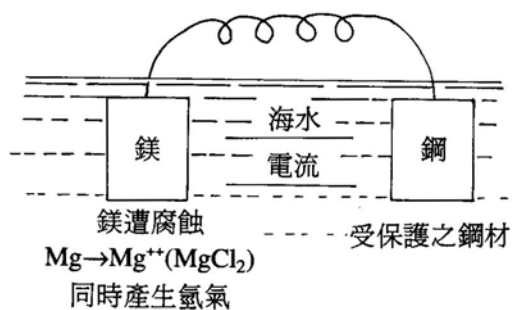 海水
鎂
鋼
電流
鎂遭腐蝕
受保護之鋼材
Mg→Mg⁺⁺(MgCl₂)
同時產生氫氣